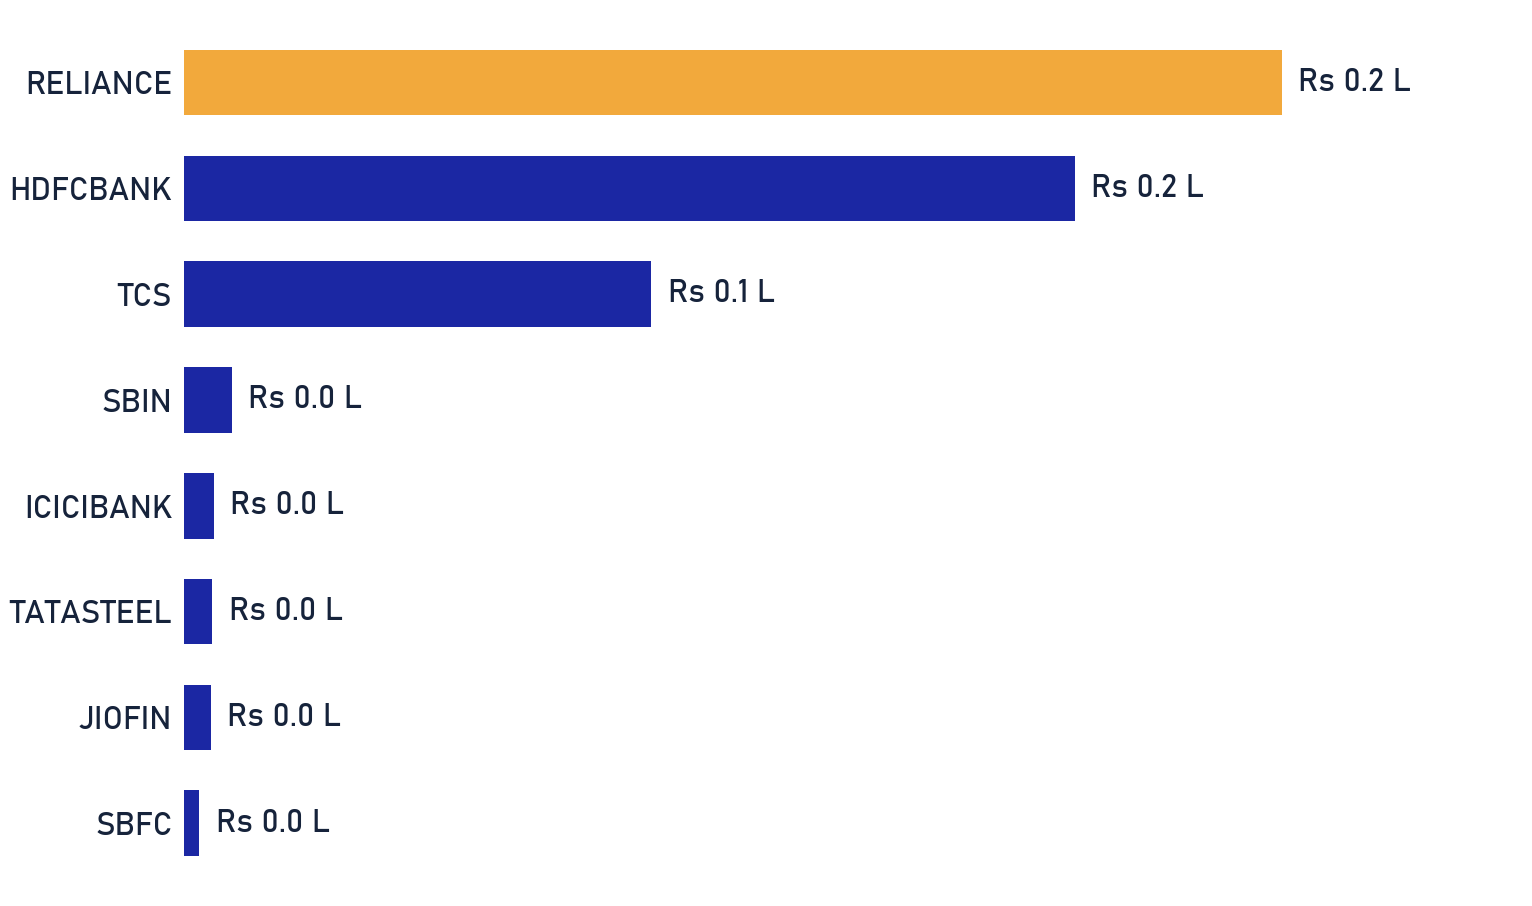 RELIANCE Rs 0.2 L
HDFCBANK Rs 0.2 L
TCS Rs 0.1 L
SBIN Rs 0.0 L
ICICIBANK Rs 0.0 L
TATASTEEL Rs 0.0 L
JIOFIN Rs 0.0 L
SBFC Rs 0.0 L